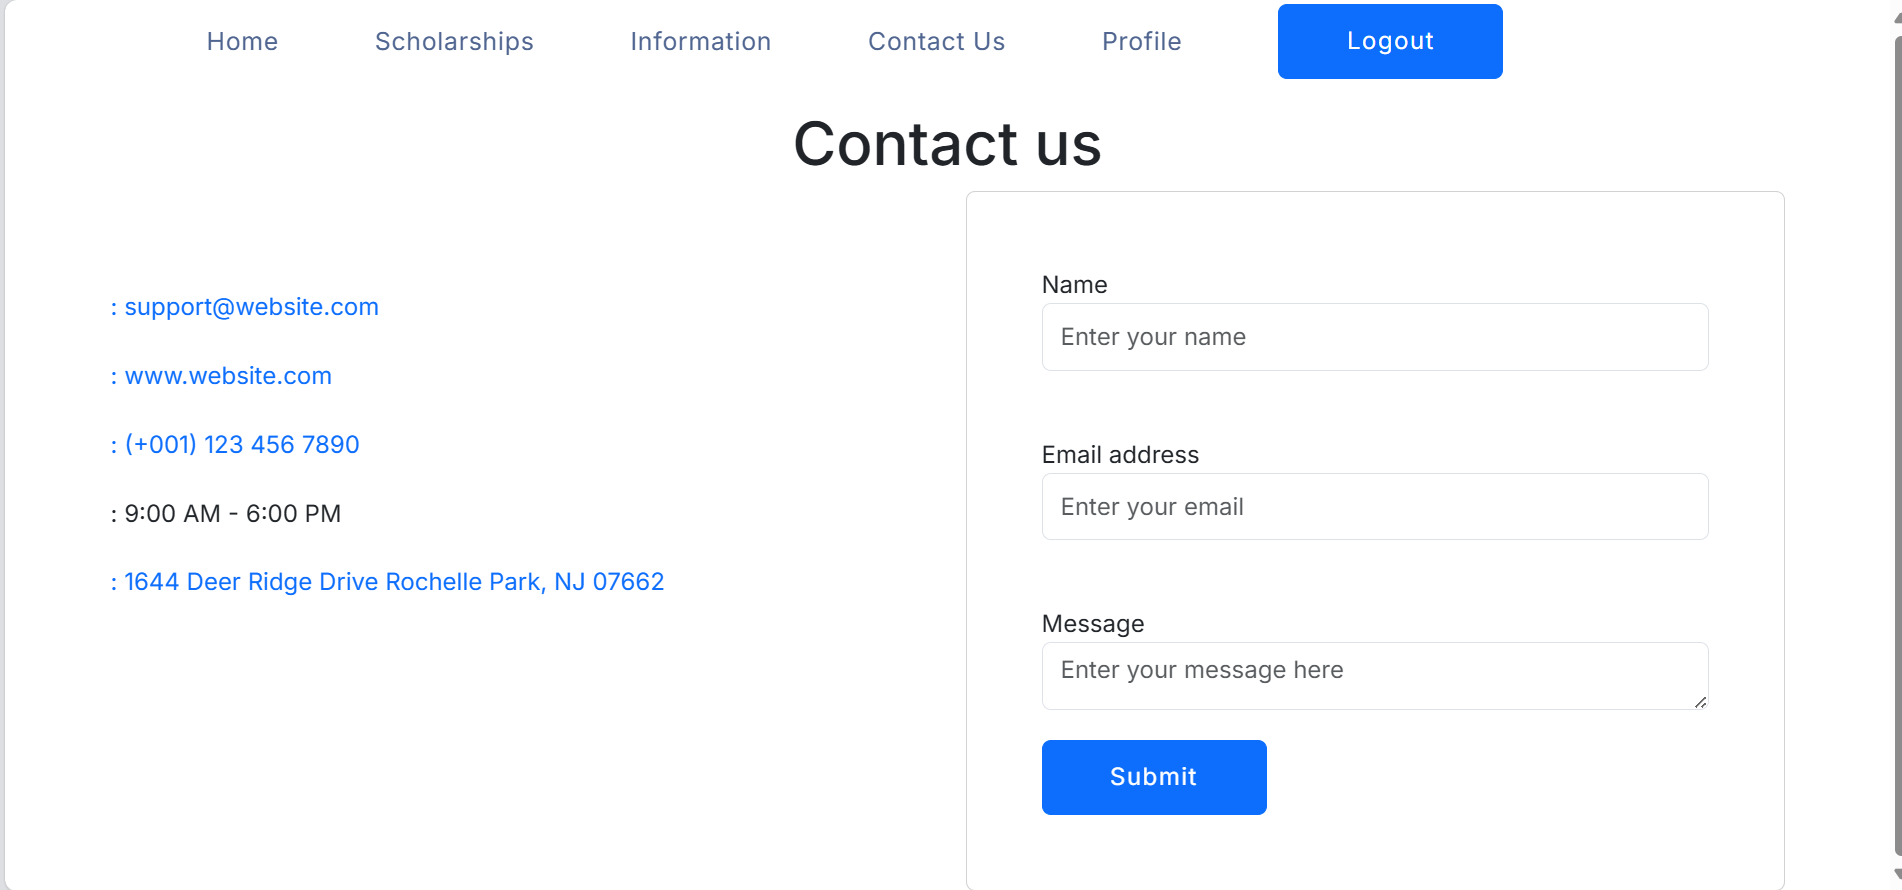 Home Scholarships Information Contact Us Profile Logout
Contact us
: support@website.com
: www.website.com
: (+001) 123 456 7890
: 9:00 AM - 6:00 PM
: 1644 Deer Ridge Drive Rochelle Park, NJ 07662
Name
Enter your name
Email address
Enter your email
Message
Enter your message here
Submit